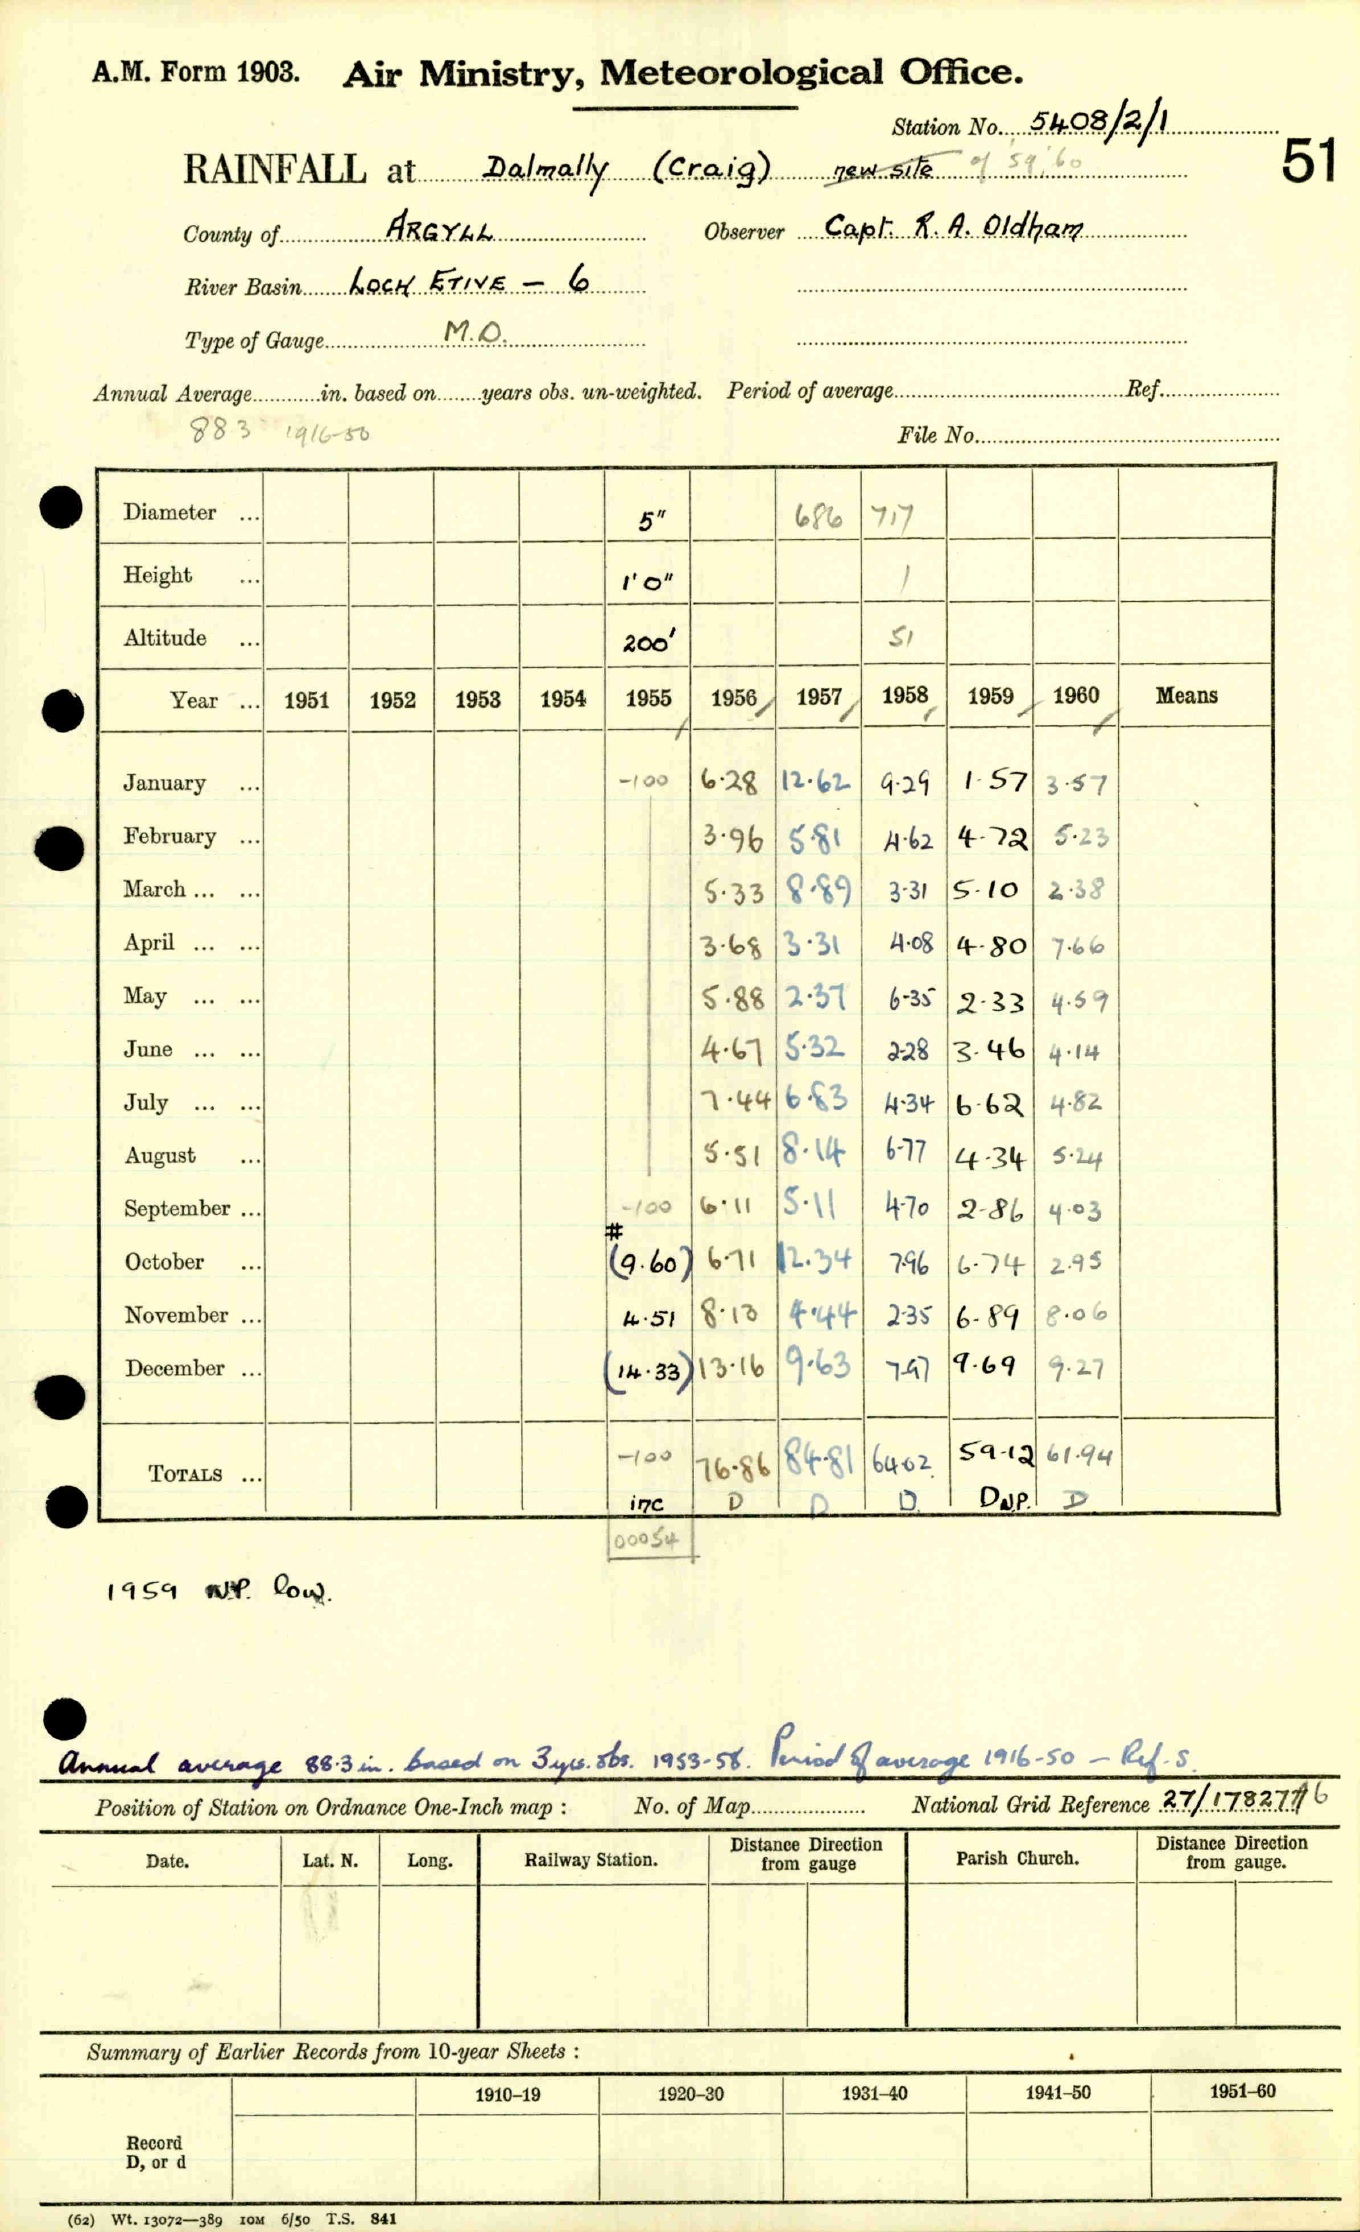 A.M. Form 1903. Air Ministry, Meteorological Office.
Station No. 5408/2/1
51
RAINFALL at Dalmally (Craig) new site of '59, '60
County of ARGYLL Observer Capt. R. A. Oldham
River Basin LOCH ETIVE – 6
Type of Gauge M.O.
Annual Average in. based on years obs. un-weighted. Period of average Ref.
883 1916-50
File No.
Diameter ... 5" 686 717
Height ... 1'0" 1
Altitude ... 200' 51
Year ... 1951 1952 1953 1954 1955 1956 1957 1958 1959 1960 Means
January ... -100 6.28 12.62 9.29 1.57 3.57
February ... 3.96 5.81 4.62 4.72 5.23
March ... ... 5.33 8.89 3.31 5.10 2.38
April ... ... 3.68 3.31 4.08 4.80 7.66
May ... ... 5.88 2.37 6.35 2.33 4.59
June ... ... 4.67 5.32 2.28 3.46 4.14
July ... ... 7.44 6.83 4.34 6.62 4.82
August ... 5.51 8.14 6.77 4.34 5.24
September ... -100 6.11 5.11 4.70 2.86 4.03
#
October ... (9.60) 6.71 12.34 7.96 6.74 2.95
November ... 4.51 8.13 4.44 2.35 6.89 8.06
December ... (14.33) 13.16 9.63 7.97 9.69 9.27
TOTALS ... -100 76.86 84.81 64.02 59.12 61.94
inc D D D. D N.P. D
00054
1959 N.P. low.
Annual average 88.3 in. based on 3 yrs. obs. 1953-58. Period of average 1916-50 – Ref. S.
Position of Station on Ordnance One-Inch map : No. of Map National Grid Reference 27/178277
Date. Lat. N. Long. Railway Station. Distance Direction from gauge Parish Church. Distance Direction from gauge.
Summary of Earlier Records from 10-year Sheets :
1910–19 1920–30 1931–40 1941–50 1951–60
Record
D, or d
(62) Wt. 13072—389 10M 6/50 T.S. 841